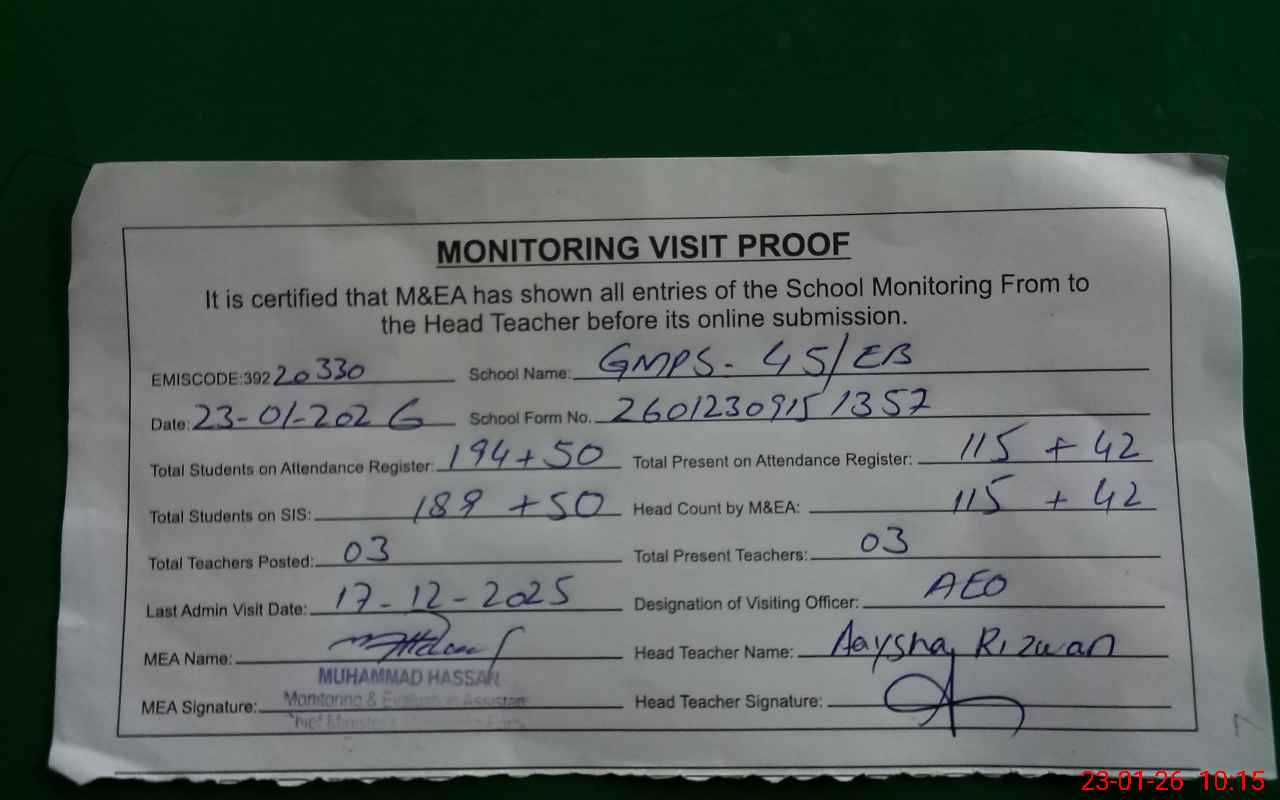 MONITORING VISIT PROOF
It is certified that M&EA has shown all entries of the School Monitoring From to
the Head Teacher before its online submission.
EMISCODE:39220330 School Name: GMPS- 45/EB
Date: 23-01-2026 School Form No. 26012309151357
Total Students on Attendance Register: 194+50 Total Present on Attendance Register: 115 + 42
Total Students on SIS: 189 +50 Head Count by M&EA: 115 + 42
Total Teachers Posted: 03 Total Present Teachers: 03
Last Admin Visit Date: 17-12-2025 Designation of Visiting Officer: AEO
MEA Name: Head Teacher Name: Aaysha Rizwan
MUHAMMAD HASSAN
MEA Signature: Monitoring & Evaluation Assistant Head Teacher Signature:
Chief Minister's
23-01-26 10:15